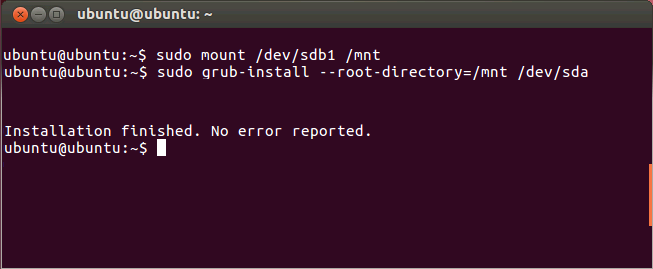 ubuntu@ubuntu: ~
ubuntu@ubuntu:~$ sudo mount /dev/sdb1 /mnt
ubuntu@ubuntu:~$ sudo grub-install --root-directory=/mnt /dev/sda
Installation finished. No error reported.
ubuntu@ubuntu:~$